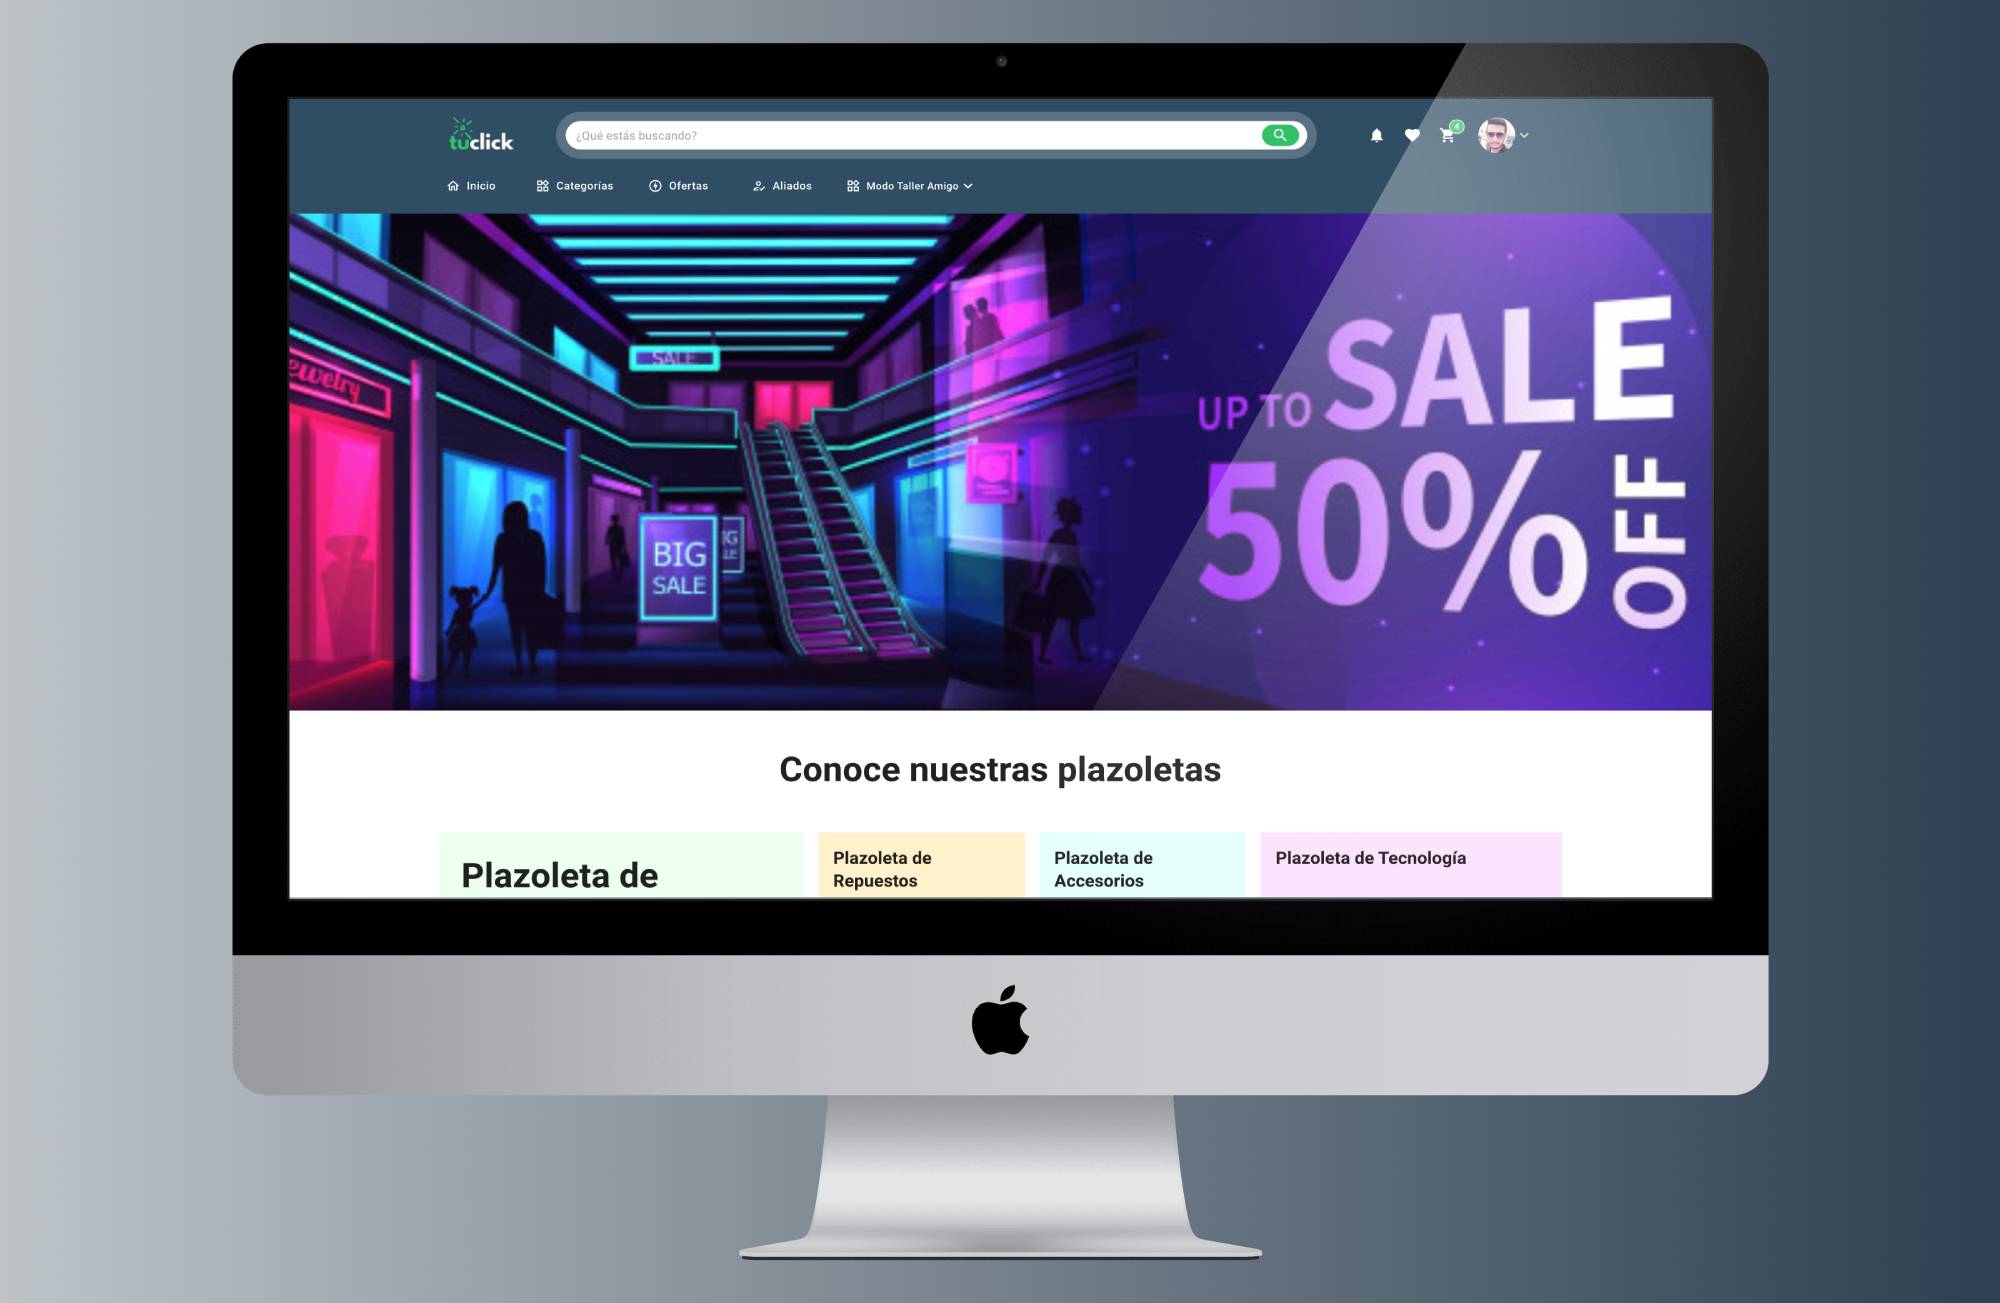 tuclick
¿Qué estás buscando?
4
Inicio
Categorías
Ofertas
Aliados
Modo Taller Amigo
ewelry
SALE
BIG
SALE
UP TO SALE
50% OFF
Conoce nuestras plazoletas
Plazoleta de
Plazoleta de
Repuestos
Plazoleta de
Accesorios
Plazoleta de Tecnología